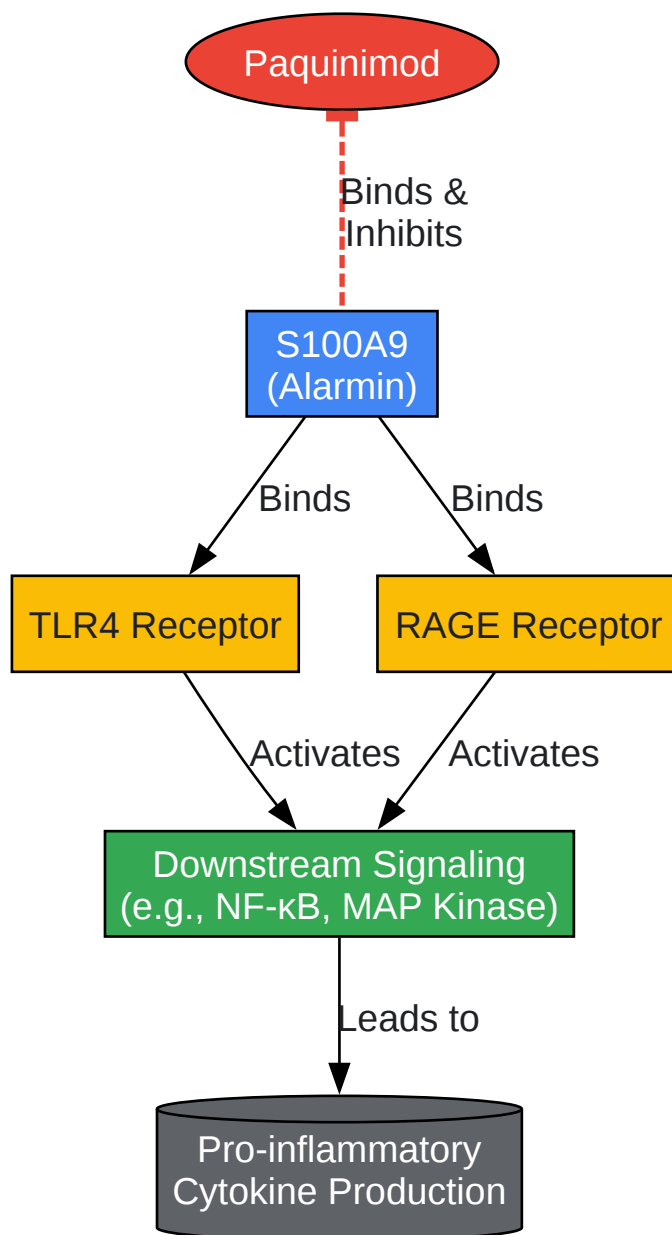 Paquinimod
Binds &
Inhibits
S100A9
(Alarmin)
Binds
Binds
TLR4 Receptor
RAGE Receptor
Activates
Activates
Downstream Signaling
(e.g., NF-κB, MAP Kinase)
Leads to
Pro-inflammatory
Cytokine Production